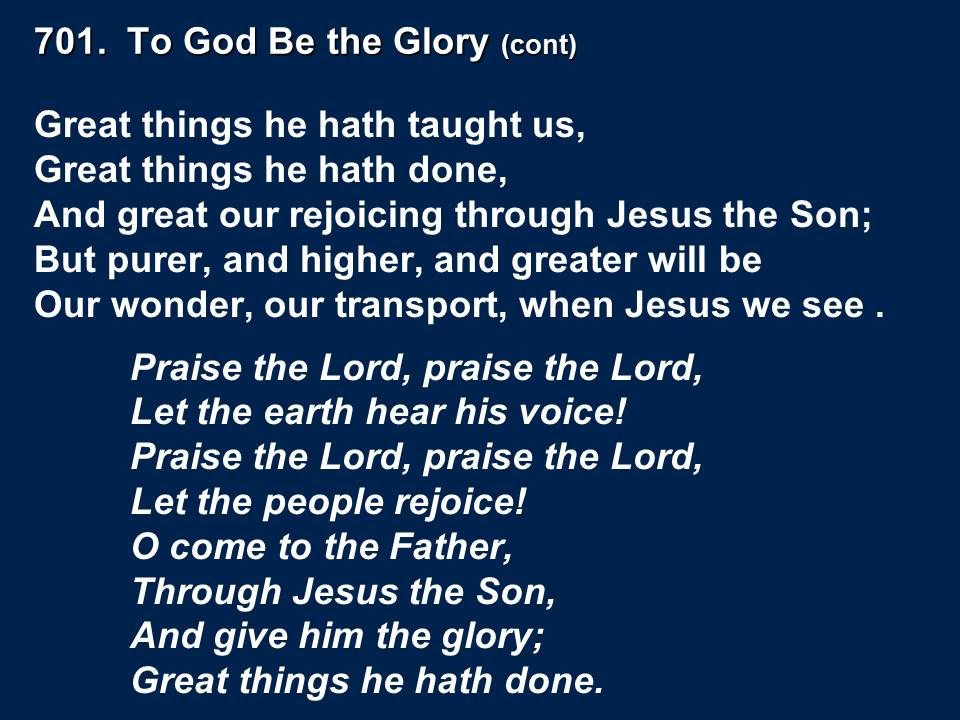 701.  To God Be the Glory (cont)
Great things he hath taught us,
Great things he hath done,
And great our rejoicing through Jesus the Son;
But purer, and higher, and greater will be
Our wonder, our transport, when Jesus we see .
Praise the Lord, praise the Lord,
Let the earth hear his voice!
Praise the Lord, praise the Lord,
Let the people rejoice!
O come to the Father,
Through Jesus the Son,
And give him the glory;
Great things he hath done.